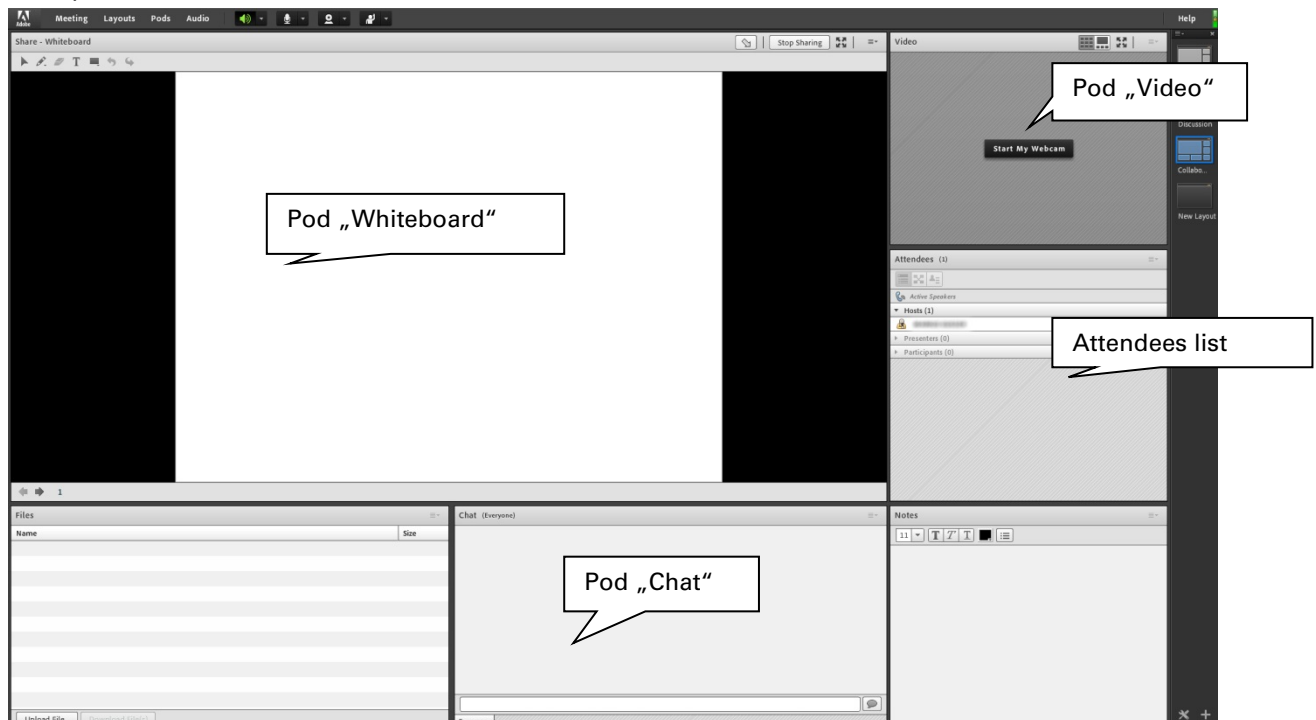 Adobe Meeting Layouts Pods Audio Help
Share - Whiteboard Stop Sharing
Video
T
Pod „Video“
Discussion
Start My Webcam
Collabo...
Pod „Whiteboard“
New Layout
Attendees (1)
Active Speakers
Hosts (1)
Presenters (0)
Attendees list
Participants (0)
1
Files
Chat (Everyone)
Notes
Name Size
11 T T T
Pod „Chat“
Upload File Download File(s)